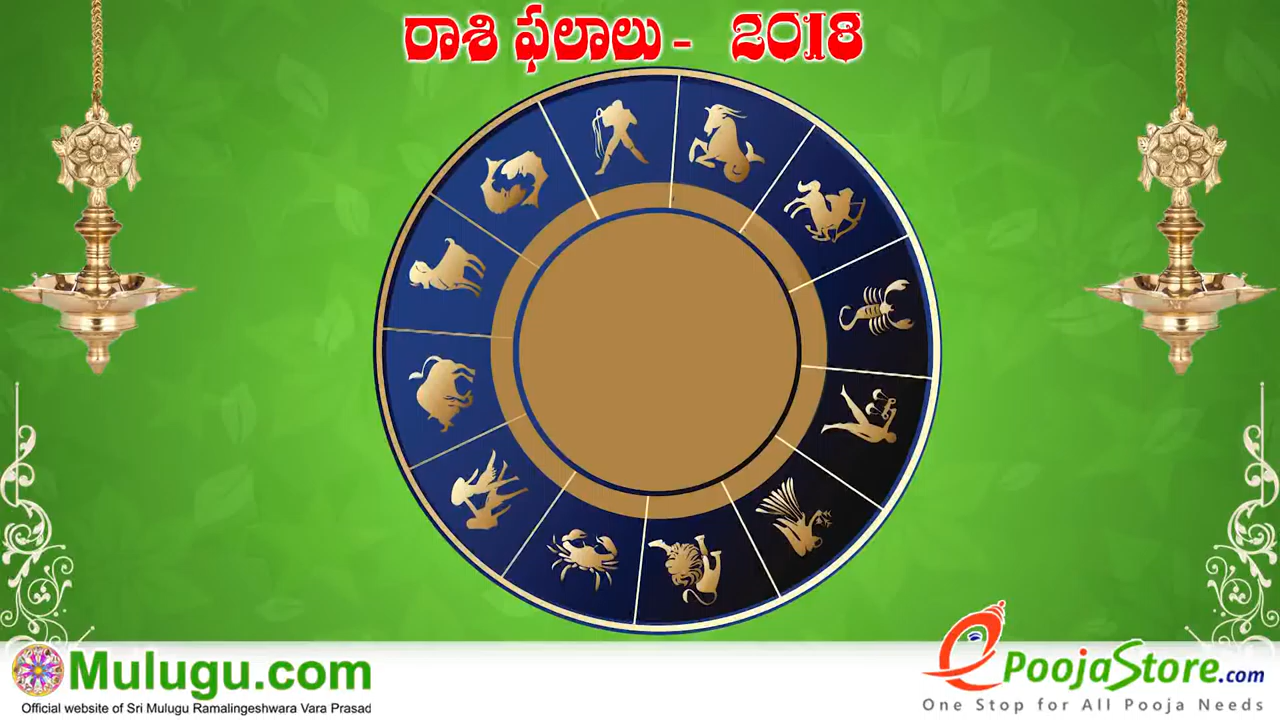 రాశి ఫలాలు - 2018
Mulugu.com
Official website of Sri Mulugu Ramalingeshwara Vara Prasad
ePoojaStore.com
One Stop for All Pooja Needs